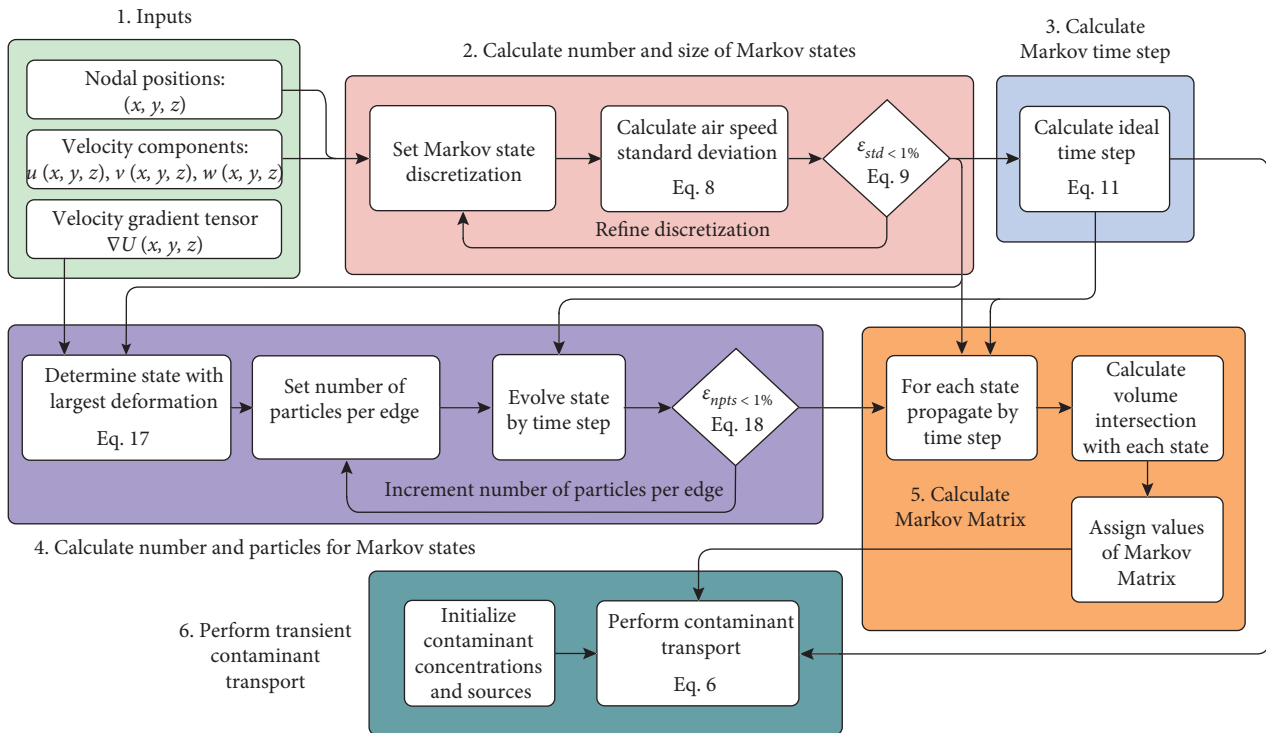 1. Inputs
Nodal positions:
(x, y, z)
Velocity components:
u (x, y, z), v (x, y, z), w (x, y, z)
Velocity gradient tensor
∇U (x, y, z)
2. Calculate number and size of Markov states
Set Markov state
discretization
Calculate air speed
standard deviation
Eq. 8
εstd < 1%
Eq. 9
Refine discretization
3. Calculate
Markov time step
Calculate ideal
time step
Eq. 11
Determine state with
largest deformation
Eq. 17
Set number of
particles per edge
Evolve state
by time step
εnpts < 1%
Eq. 18
Increment number of particles per edge
4. Calculate number and particles for Markov states
For each state
propagate by
time step
Calculate
volume
intersection
with each state
5. Calculate
Markov Matrix
Assign values
of Markov
Matrix
6. Perform transient
contaminant
transport
Initialize
contaminant
concentrations
and sources
Perform contaminant
transport
Eq. 6